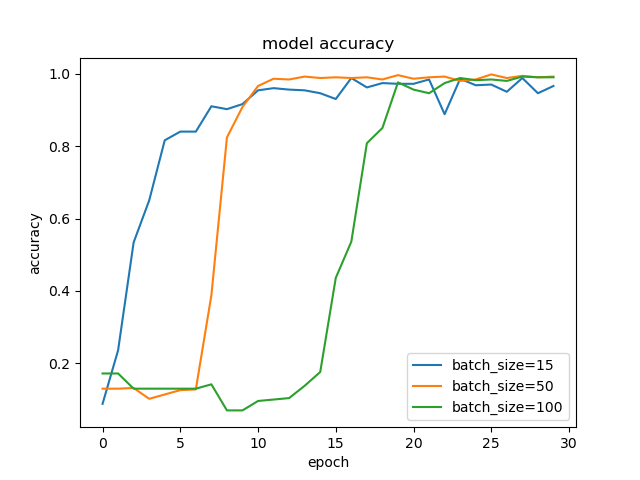 model accuracy
1.0
0.8
0.6
0.4
0.2
accuracy
batch_size=15
batch_size=50
batch_size=100
0 5 10 15 20 25 30
epoch